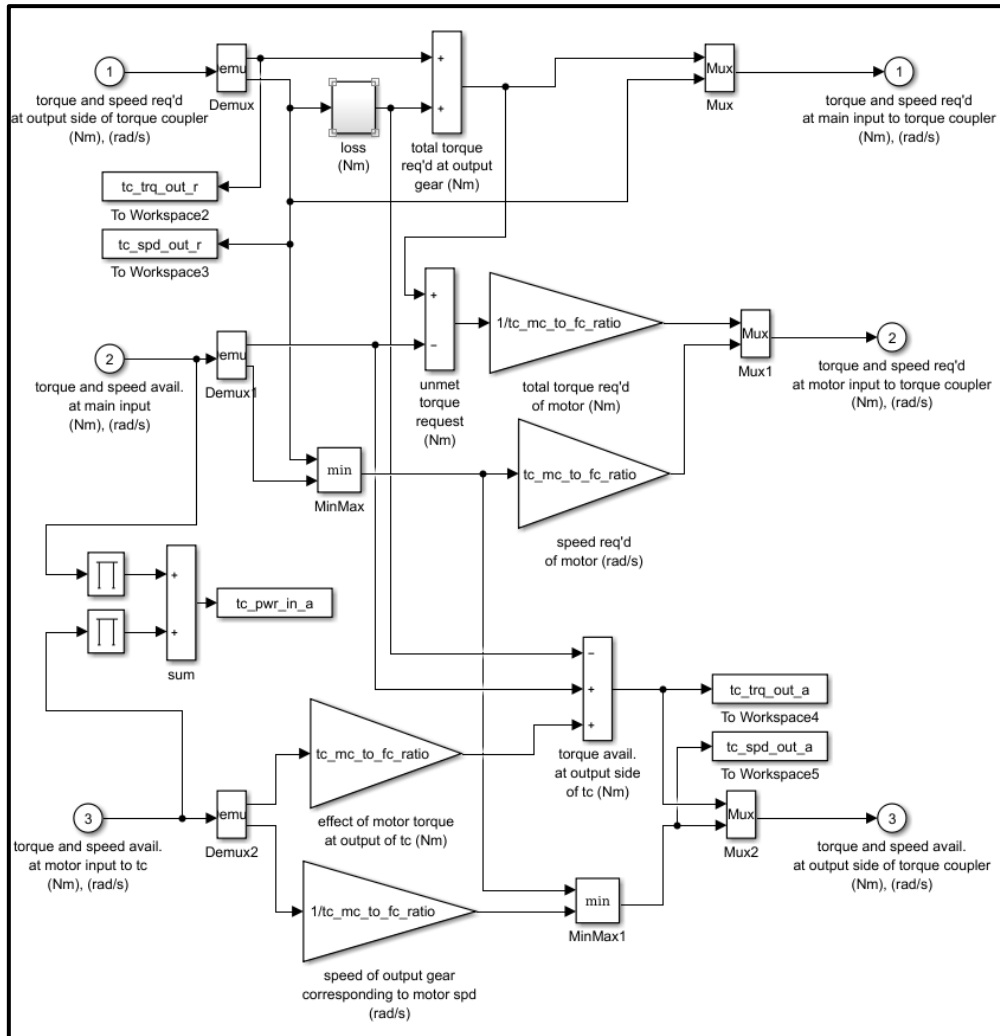 1
torque and speed req'd
at output side of torque coupler
(Nm), (rad/s)
emu
Demux
loss
(Nm)
+
+
total torque
req'd at output
gear (Nm)
Mux
Mux
1
torque and speed req'd
at main input to torque coupler
(Nm), (rad/s)
tc_trq_out_r
To Workspace2
tc_spd_out_r
To Workspace3
2
torque and speed avail.
at main input
(Nm), (rad/s)
emu
Demux1
+
−
unmet
torque
request
(Nm)
1/tc_mc_to_fc_ratio
total torque req'd
of motor (Nm)
Mux
Mux1
2
torque and speed req'd
at motor input to torque coupler
(Nm), (rad/s)
min
MinMax
tc_mc_to_fc_ratio
speed req'd
of motor (rad/s)
+
+
sum
tc_pwr_in_a
−
+
+
torque avail.
at output side
of tc (Nm)
tc_trq_out_a
To Workspace4
tc_spd_out_a
To Workspace5
3
torque and speed avail.
at motor input to tc
(Nm), (rad/s)
emu
Demux2
tc_mc_to_fc_ratio
effect of motor torque
at output of tc (Nm)
1/tc_mc_to_fc_ratio
speed of output gear
corresponding to motor spd
(rad/s)
min
MinMax1
Mux
Mux2
3
torque and speed avail.
at output side of torque coupler
(Nm), (rad/s)